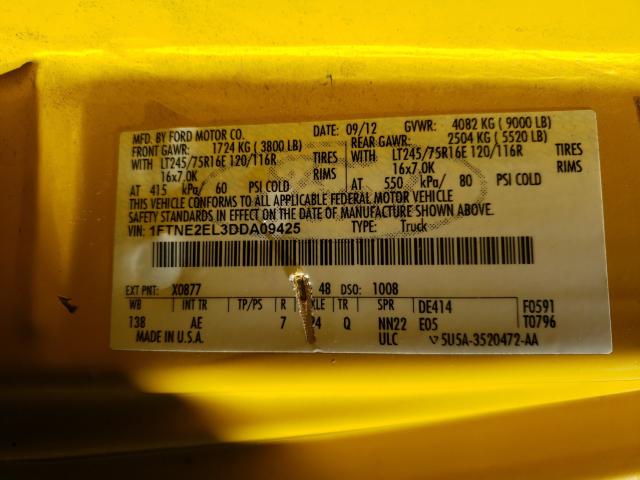 MFD. BY FORD MOTOR CO. DATE: 09/12 GVWR: 4082 KG ( 9000 LB)
FRONT GAWR: 1724 KG ( 3800 LB) REAR GAWR: 2504 KG ( 5520 LB)
WITH LT245/75R16E 120/116R TIRES WITH LT245/75R16E 120/116R TIRES
16x7.0K RIMS 16x7.0K RIMS
AT 415 kPa/ 60 PSI COLD AT 550 kPa/ 80 PSI COLD
THIS VEHICLE CONFORMS TO ALL APPLICABLE FEDERAL MOTOR VEHICLE
SAFETY STANDARDS IN EFFECT ON THE DATE OF MANUFACTURE SHOWN ABOVE.
VIN: 1FTNE2EL3DDA09425 TYPE: Truck
EXT PNT: X0877 48 DSO: 1008
WB INT TR TP/PS R AXLE TR SPR DE414 F0591
138 AE 7 24 Q NN22 E05 T0796
MADE IN U.S.A. ULC 5U5A-3520472-AA